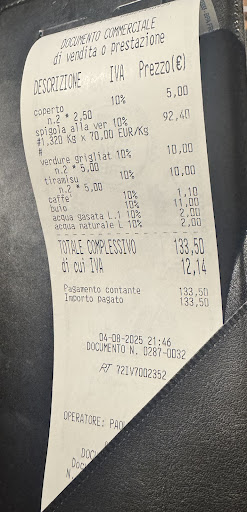 DOCUMENTO COMMERCIALE
di vendita o prestazione
DESCRIZIONE IVA Prezzo(€)
coperto 10% 5,00
n.2 * 2,50
spigola alla ver 10% 92,40
#1,320 Kg x 70,00 EUR/Kg
#
verdure grigliat 10% 10,00
n.2 * 5,00
tiramisu 10% 10,00
n.2 * 5,00
caffe' 10% 1,10
buio 10% 11,00
acqua gasata L.1 10% 2,00
acqua naturale L 10% 2,00
TOTALE COMPLESSIVO 133,50
di cui IVA 12,14
Pagamento contante 133,50
Importo pagato 133,50
04-08-2025 21:46
DOCUMENTO N. 0287-0032
RT 72IV7002352
OPERATORE: PAO
DOCU